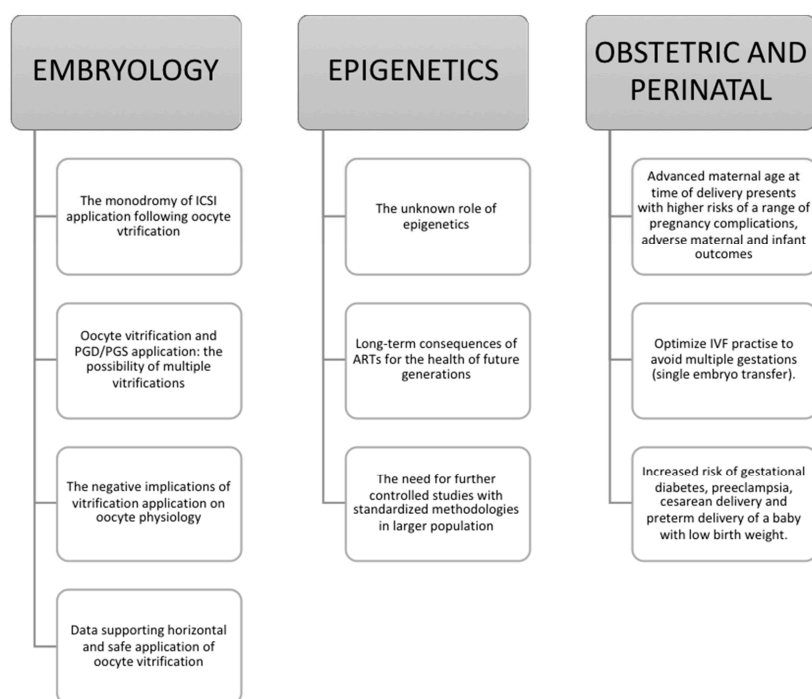 EMBRYOLOGY
The monodromy of ICSI
application following oocyte
vtrification
Oocyte vitrification and
PGD/PGS application: the
possibility of multiple
vitrifications
The negative implications of
vitrification application on
oocyte physiology
Data supporting horizontal
and safe application of
oocyte vitrification
EPIGENETICS
The unknown role of
epigenetics
Long-term consequences of
ARTs for the health of future
generations
The need for further
controlled studies with
standardized methodologies
in larger population
OBSTETRIC AND
PERINATAL
Advanced maternal age at
time of delivery presents
with higher risks of a range of
pregnancy complications,
adverse maternal and infant
outcomes
Optimize IVF practise to
avoid multiple gestations
(single embryo transfer).
Increased risk of gestational
diabetes, preeclampsia,
cesarean delivery and
preterm delivery of a baby
with low birth weight.